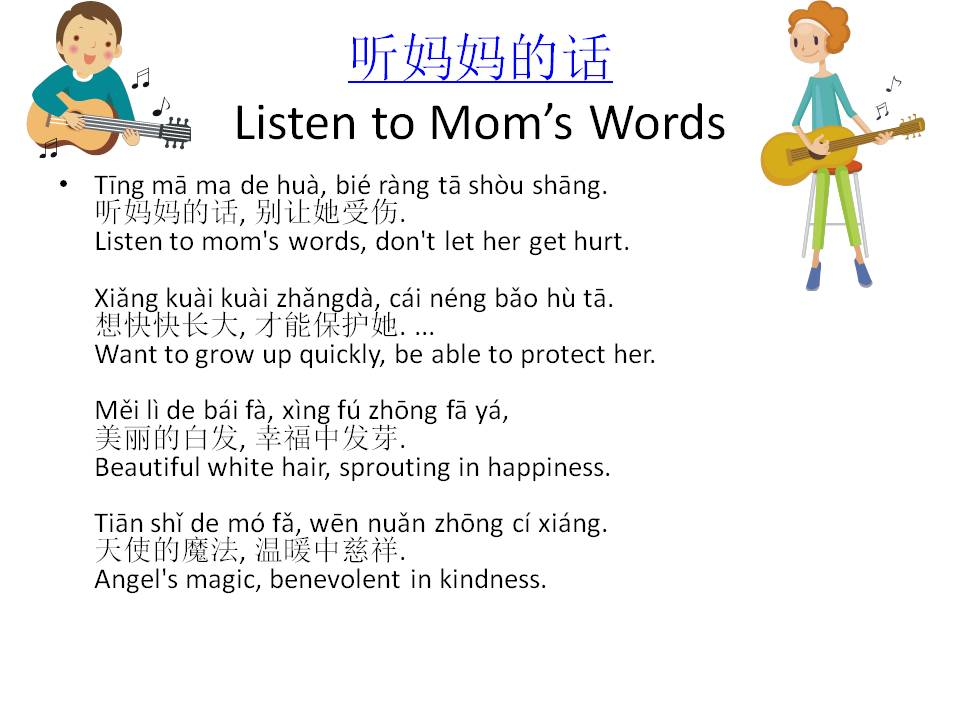 听妈妈的话
Listen to Mom’s Words
• Tīng mā ma de huà, bié ràng tā shòu shāng.
听妈妈的话, 别让她受伤.
Listen to mom's words, don't let her get hurt.
Xiǎng kuài kuài zhǎngdà, cái néng bǎo hù tā.
想快快长大, 才能保护她. ...
Want to grow up quickly, be able to protect her.
Měi lì de bái fà, xìng fú zhōng fā yá,
美丽的白发, 幸福中发芽.
Beautiful white hair, sprouting in happiness.
Tiān shǐ de mó fǎ, wēn nuǎn zhōng cí xiáng.
天使的魔法, 温暖中慈祥.
Angel's magic, benevolent in kindness.